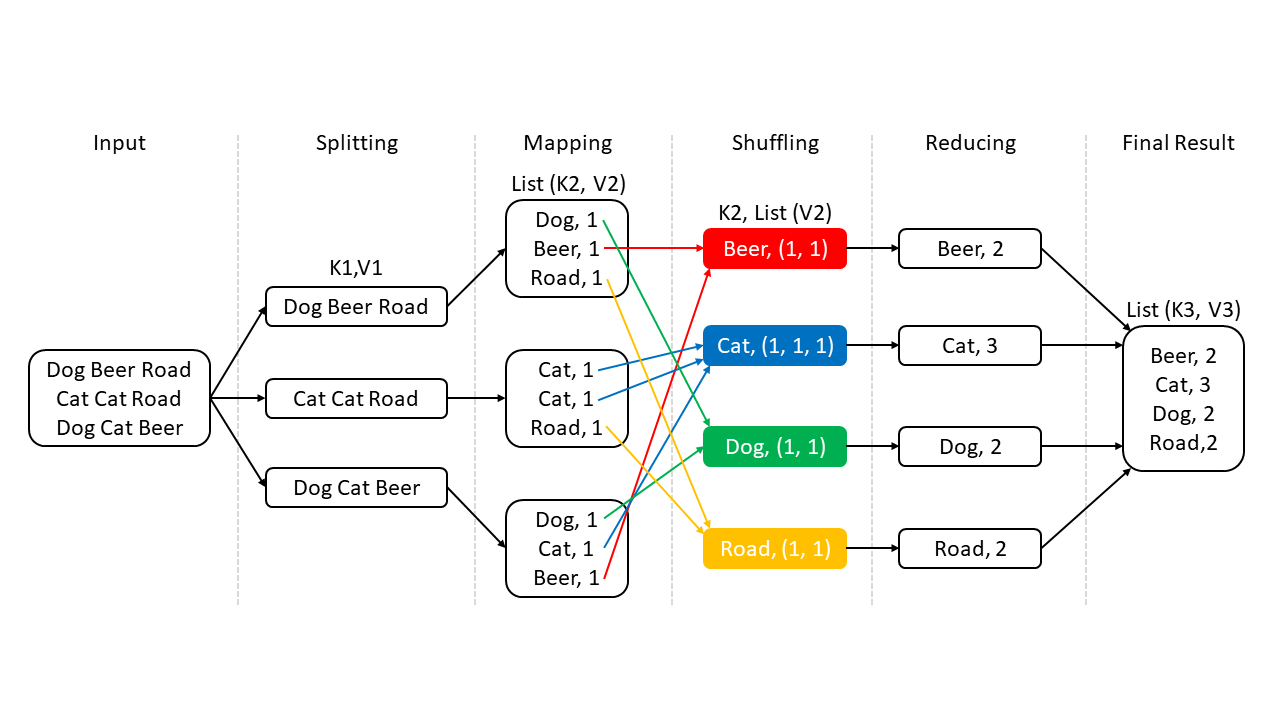 Input
Splitting
Mapping
Shuffling
Reducing
Final Result
Dog Beer Road
Cat Cat Road
Dog Cat Beer
K1,V1
Dog Beer Road
Cat Cat Road
Dog Cat Beer
List (K2, V2)
Dog, 1
Beer, 1
Road, 1
Cat, 1
Cat, 1
Road, 1
Dog, 1
Cat, 1
Beer, 1
K2, List (V2)
Beer, (1, 1)
Cat, (1, 1, 1)
Dog, (1, 1)
Road, (1, 1)
Beer, 2
Cat, 3
Dog, 2
Road, 2
List (K3, V3)
Beer, 2
Cat, 3
Dog, 2
Road,2